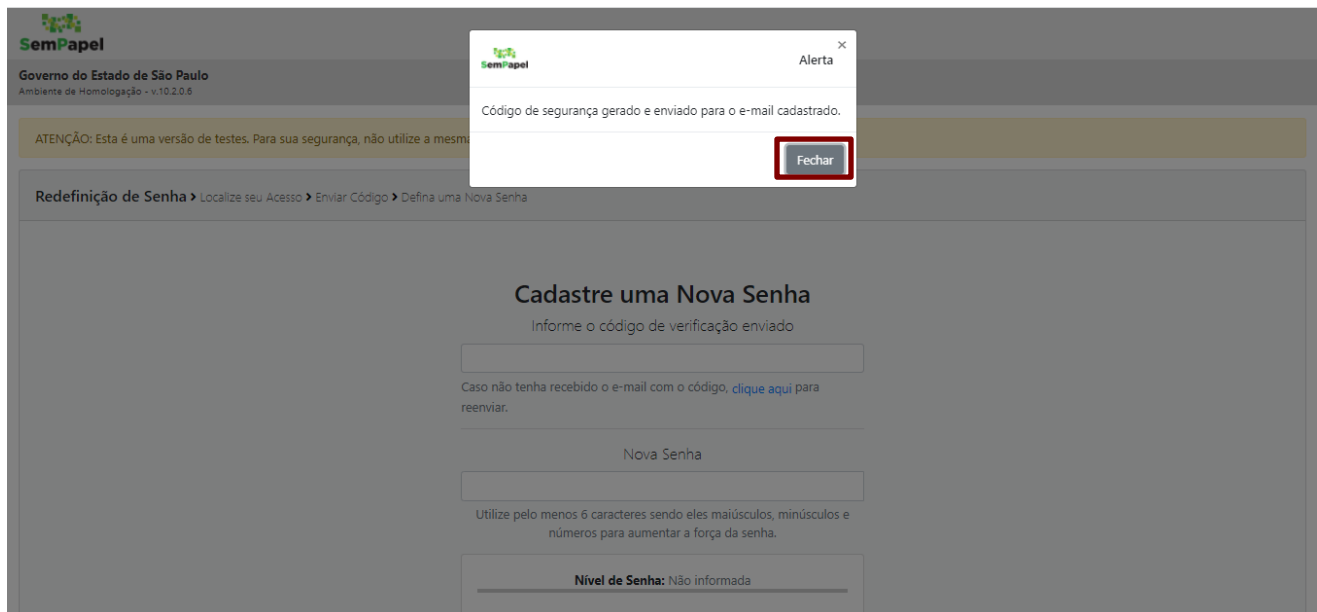 SemPapel
Governo do Estado de São Paulo
Ambiente de Homologação - v.10.2.0.6
ATENÇÃO: Esta é uma versão de testes. Para sua segurança, não utilize a mesma
SemPapel
×
Alerta
Código de segurança gerado e enviado para o e-mail cadastrado.
Fechar
Redefinição de Senha > Localize seu Acesso > Enviar Código > Defina uma Nova Senha
Cadastre uma Nova Senha
Informe o código de verificação enviado
Caso não tenha recebido o e-mail com o código, clique aqui para
reenviar.
Nova Senha
Utilize pelo menos 6 caracteres sendo eles maiúsculos, minúsculos e
números para aumentar a força da senha.
Nível de Senha: Não informada